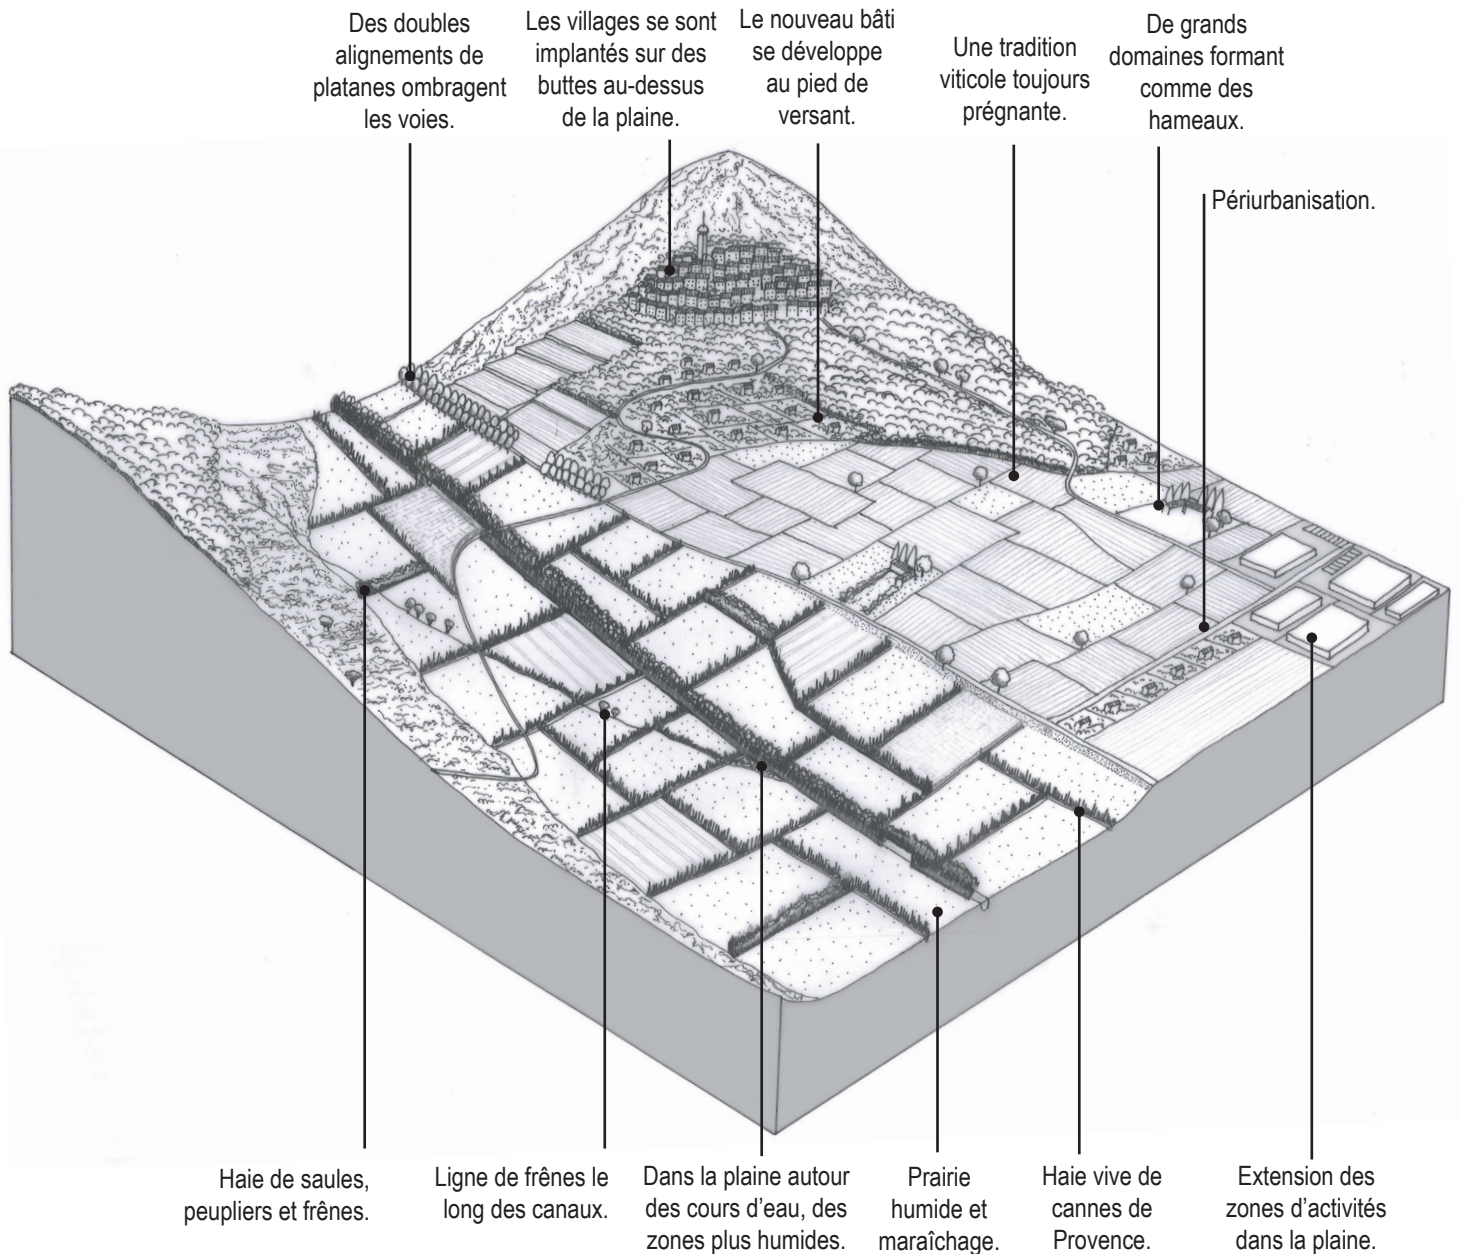 Des doubles
alignements de
platanes ombragent
les voies.
Les villages se sont
implantés sur des
buttes au-dessus
de la plaine.
Le nouveau bâti
se développe
au pied de
versant.
Une tradition
viticole toujours
prégnante.
De grands
domaines formant
comme des
hameaux.
Périurbanisation.
Haie de saules,
peupliers et frênes.
Ligne de frênes le
long des canaux.
Dans la plaine autour
des cours d’eau, des
zones plus humides.
Prairie
humide et
maraîchage.
Haie vive de
cannes de
Provence.
Extension des
zones d’activités
dans la plaine.